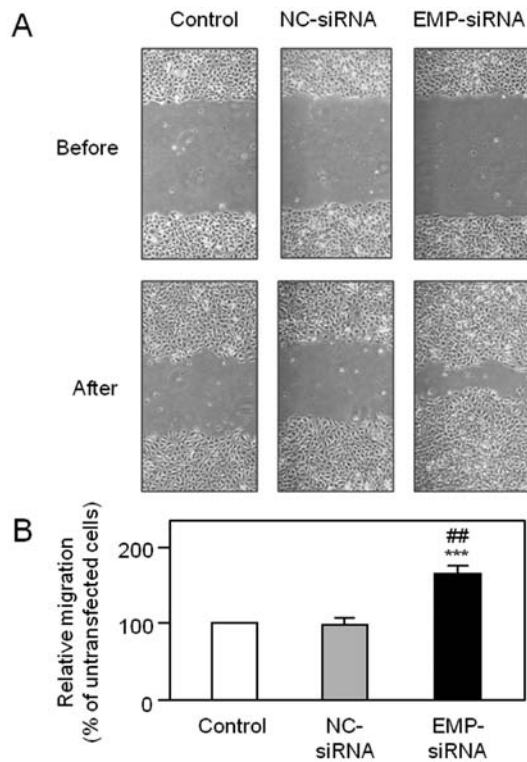 A
Control NC-siRNA EMP-siRNA
Before
After
B
Relative migration
(% of untransfected cells)
200
100
0
##
***
Control NC-siRNA EMP-siRNA